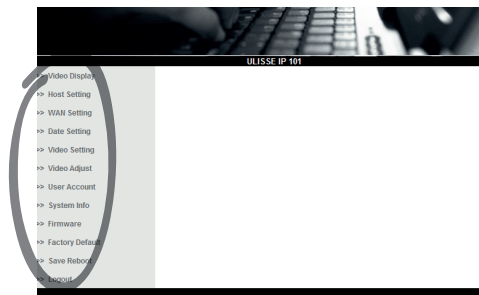 ULISSE IP 101
>> Video Display
>> Host Setting
>> WAN Setting
>> Date Setting
>> Video Setting
>> Video Adjust
>> User Account
>> System Info
>> Firmware
>> Factory Default
>> Save Reboot
>> Logout